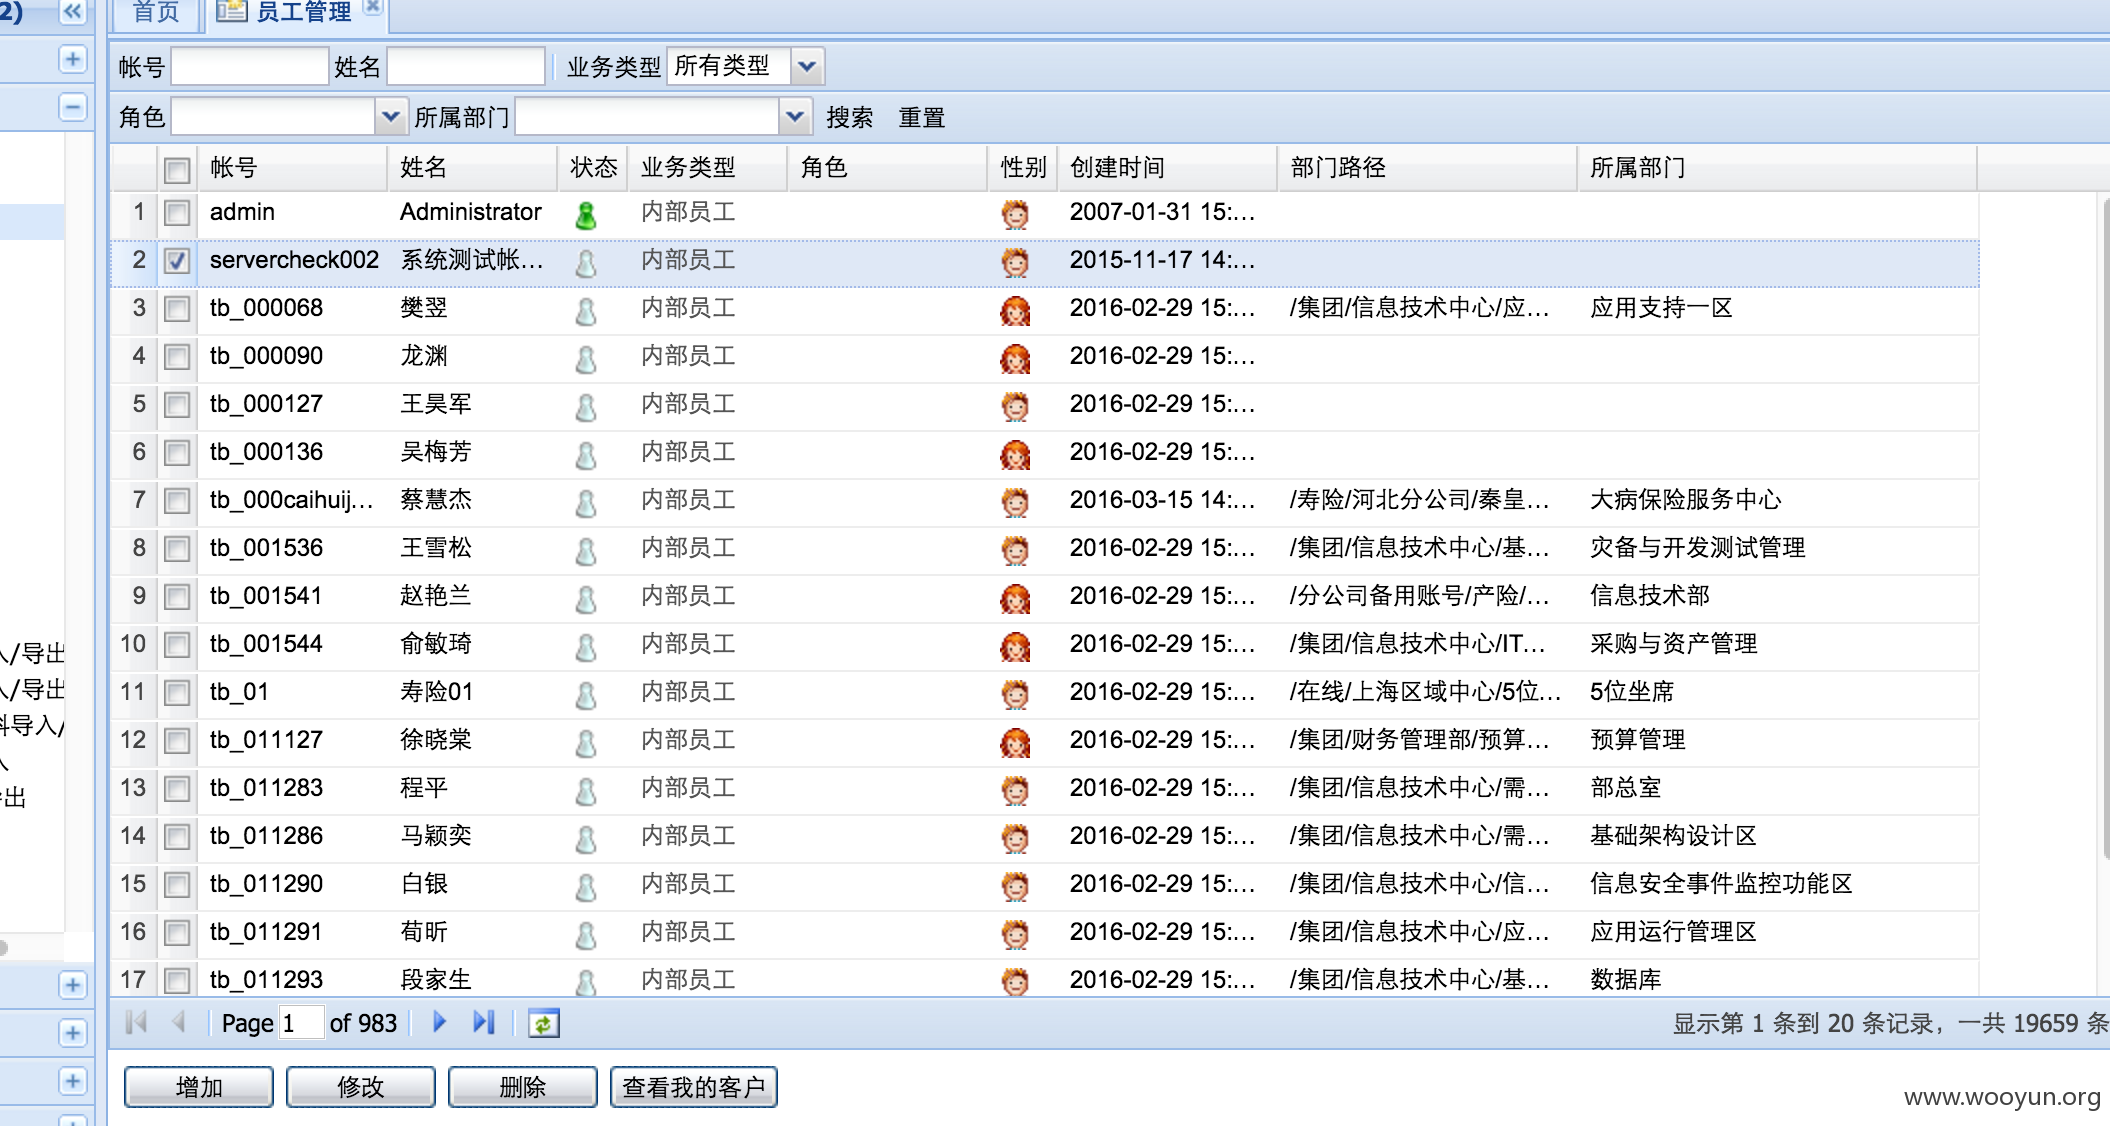 2)
首页 员工管理
帐号 姓名 业务类型 所有类型
角色 所属部门 搜索 重置
帐号 姓名 状态 业务类型 角色 性别 创建时间 部门路径 所属部门
1 admin Administrator 内部员工 2007-01-31 15:...
2 servercheck002 系统测试帐... 内部员工 2015-11-17 14:...
3 tb_000068 樊翌 内部员工 2016-02-29 15:... /集团/信息技术中心/应... 应用支持一区
4 tb_000090 龙渊 内部员工 2016-02-29 15:...
5 tb_000127 王昊军 内部员工 2016-02-29 15:...
6 tb_000136 吴梅芳 内部员工 2016-02-29 15:...
7 tb_000caihuij... 蔡慧杰 内部员工 2016-03-15 14:... /寿险/河北分公司/秦皇... 大病保险服务中心
8 tb_001536 王雪松 内部员工 2016-02-29 15:... /集团/信息技术中心/基... 灾备与开发测试管理
9 tb_001541 赵艳兰 内部员工 2016-02-29 15:... /分公司备用账号/产险/... 信息技术部
10 tb_001544 俞敏琦 内部员工 2016-02-29 15:... /集团/信息技术中心/IT... 采购与资产管理
11 tb_01 寿险01 内部员工 2016-02-29 15:... /在线/上海区域中心/5位... 5位坐席
12 tb_011127 徐晓棠 内部员工 2016-02-29 15:... /集团/财务管理部/预算... 预算管理
13 tb_011283 程平 内部员工 2016-02-29 15:... /集团/信息技术中心/需... 部总室
14 tb_011286 马颖奕 内部员工 2016-02-29 15:... /集团/信息技术中心/需... 基础架构设计区
15 tb_011290 白银 内部员工 2016-02-29 15:... /集团/信息技术中心/信... 信息安全事件监控功能区
16 tb_011291 荀昕 内部员工 2016-02-29 15:... /集团/信息技术中心/应... 应用运行管理区
17 tb_011293 段家生 内部员工 2016-02-29 15:... /集团/信息技术中心/基... 数据库
入/导出
入/导出
料导入/
入
导出
Page 1 of 983 显示第 1 条到 20 条记录，一共 19659 条
增加 修改 删除 查看我的客户
www.wooyun.org